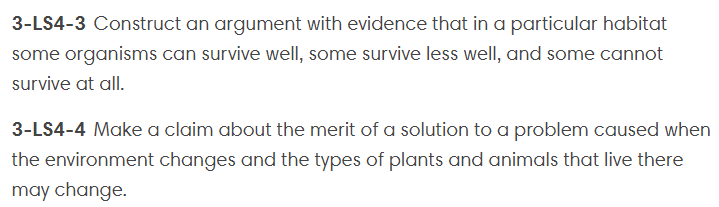 3-LS4-3 Construct an argument with evidence that in a particular habitat
some organisms can survive well, some survive less well, and some cannot
survive at all.
3-LS4-4 Make a claim about the merit of a solution to a problem caused when
the environment changes and the types of plants and animals that live there
may change.